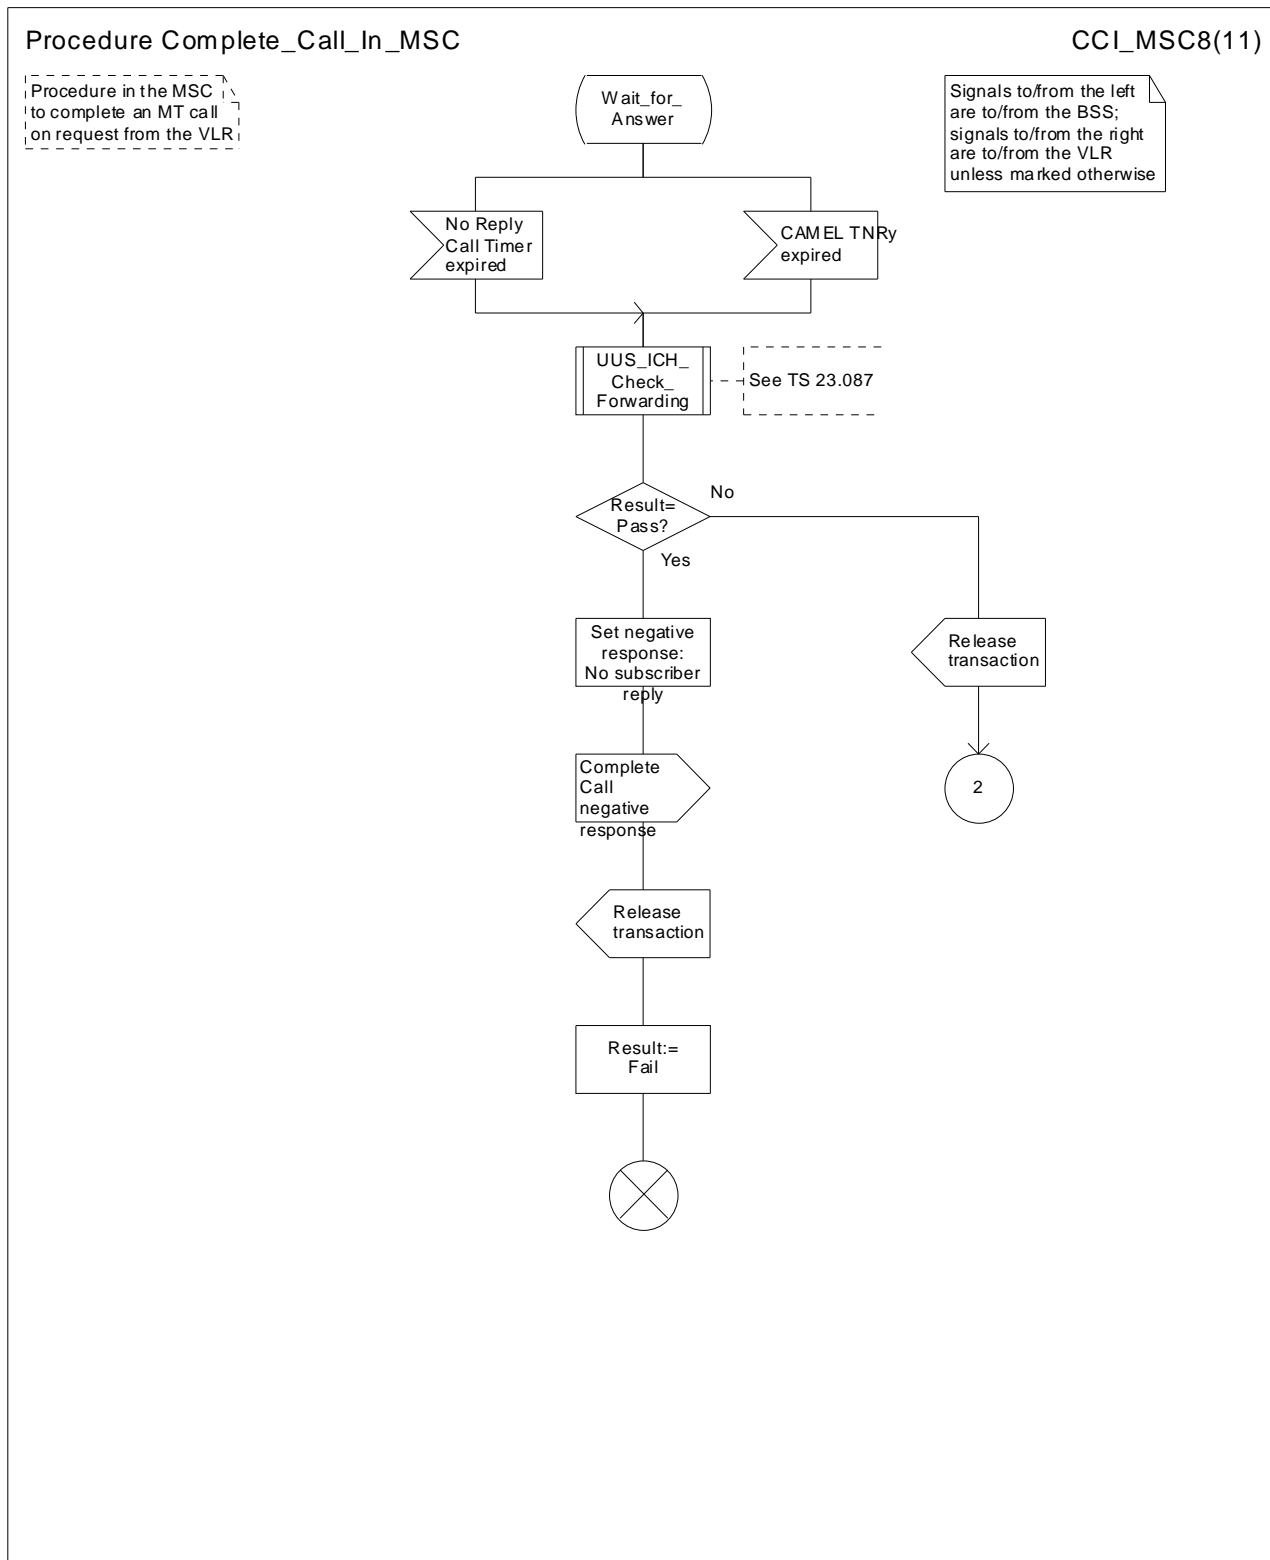 Procedure Complete_Call_In_MSC
CCI_MSC8(11)
Procedure in the MSC
to complete an MT call
on request from the VLR
Wait_for_
Answer
Signals to/from the left
are to/from the BSS;
signals to/from the right
are to/from the VLR
unless marked otherwise
No Reply
Call Timer
expired
CAMEL TNRy
expired
UUS_ICH_
Check_
Forwarding
See TS 23.087
Result=
Pass?
No
Yes
Set negative
response:
No subscriber
reply
Release
transaction
Complete
Call
negative
response
2
Release
transaction
Result:=
Fail